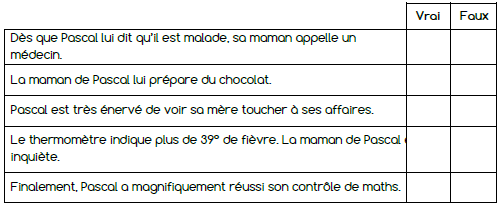 Vrai Faux
Dès que Pascal lui dit qu'il est malade, sa maman appelle un
médecin.
La maman de Pascal lui prépare du chocolat.
Pascal est très énervé de voir sa mère toucher à ses affaires.
Le thermomètre indique plus de 39° de fièvre. La maman de Pascal
inquiète.
Finalement, Pascal a magnifiquement réussi son contrôle de maths.